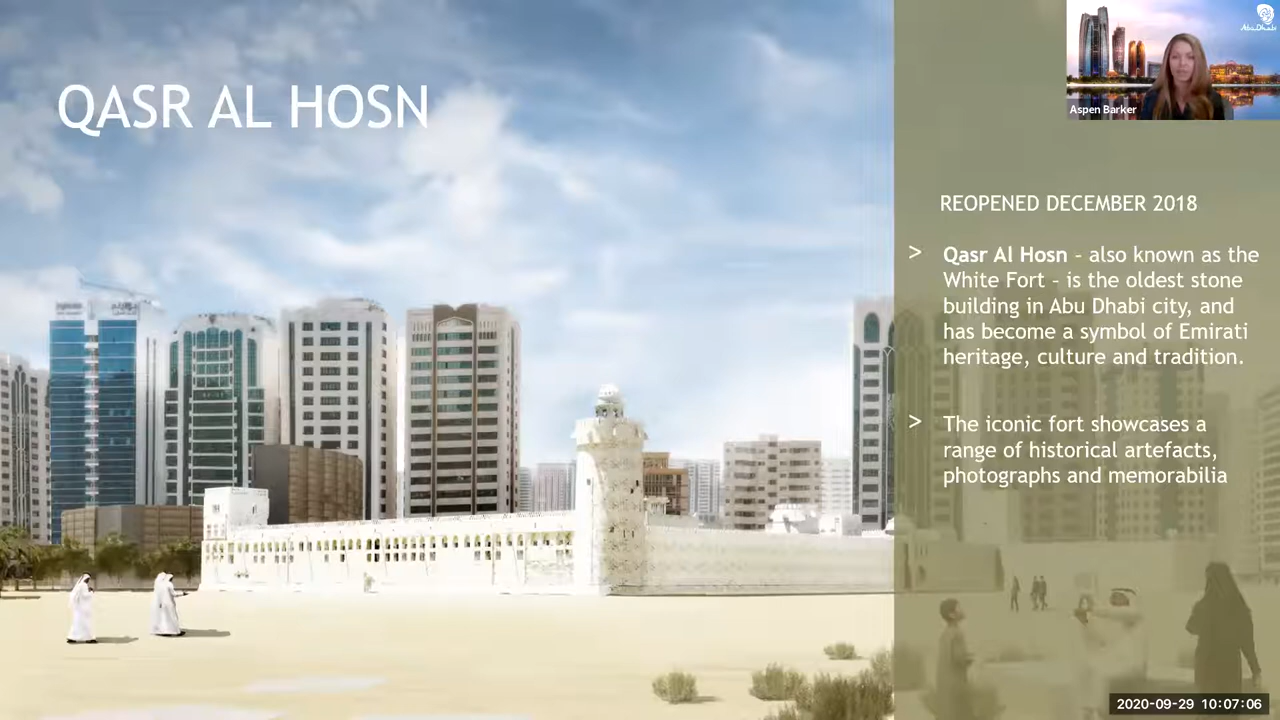 QASR AL HOSN
AbuDhabi
Aspen Barker
REOPENED DECEMBER 2018
> Qasr Al Hosn – also known as the
White Fort – is the oldest stone
building in Abu Dhabi city, and
has become a symbol of Emirati
heritage, culture and tradition.
> The iconic fort showcases a
range of historical artefacts,
photographs and memorabilia
2020-09-29 10:07:06